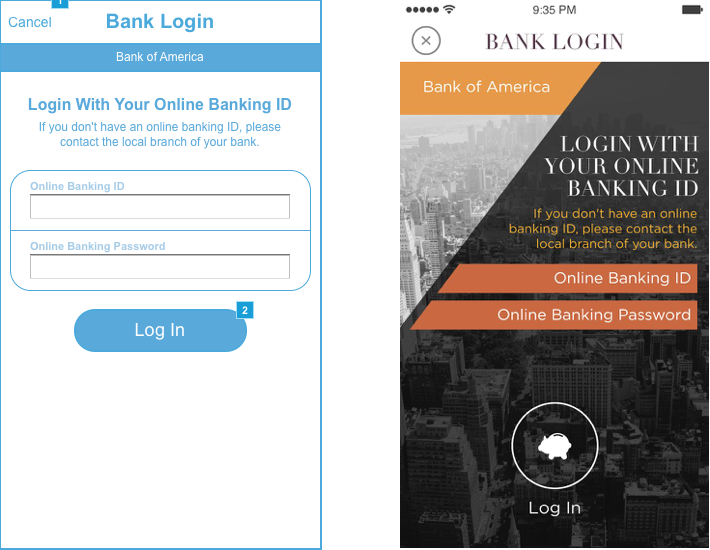 1
Cancel
Bank Login
Bank of America
Login With Your Online Banking ID
If you don't have an online banking ID, please
contact the local branch of your bank.
Online Banking ID
Online Banking Password
2
Log In
9:35 PM
BANK LOGIN
Bank of America
LOGIN WITH
YOUR ONLINE
BANKING ID
If you don't have an online
banking ID, please contact the
local branch of your bank.
Online Banking ID
Online Banking Password
Log In